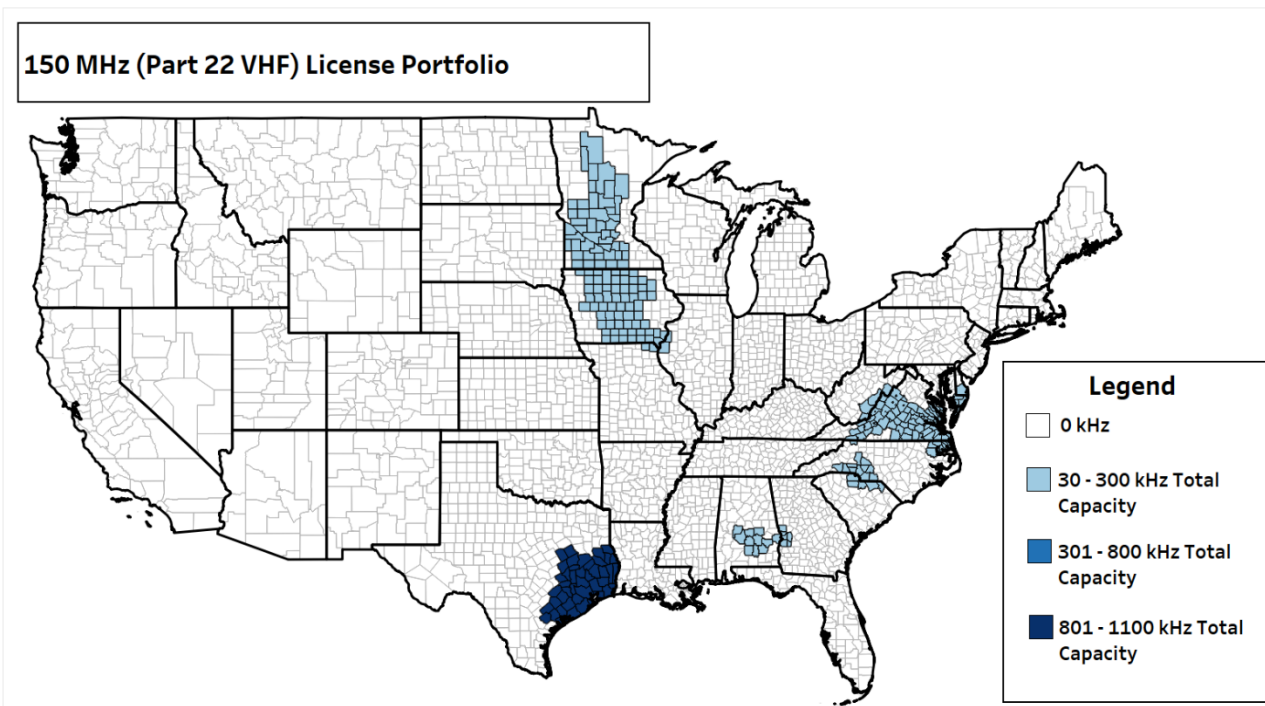 150 MHz (Part 22 VHF) License Portfolio
Legend
0 kHz
30 - 300 kHz Total
Capacity
301 - 800 kHz Total
Capacity
801 - 1100 kHz Total
Capacity